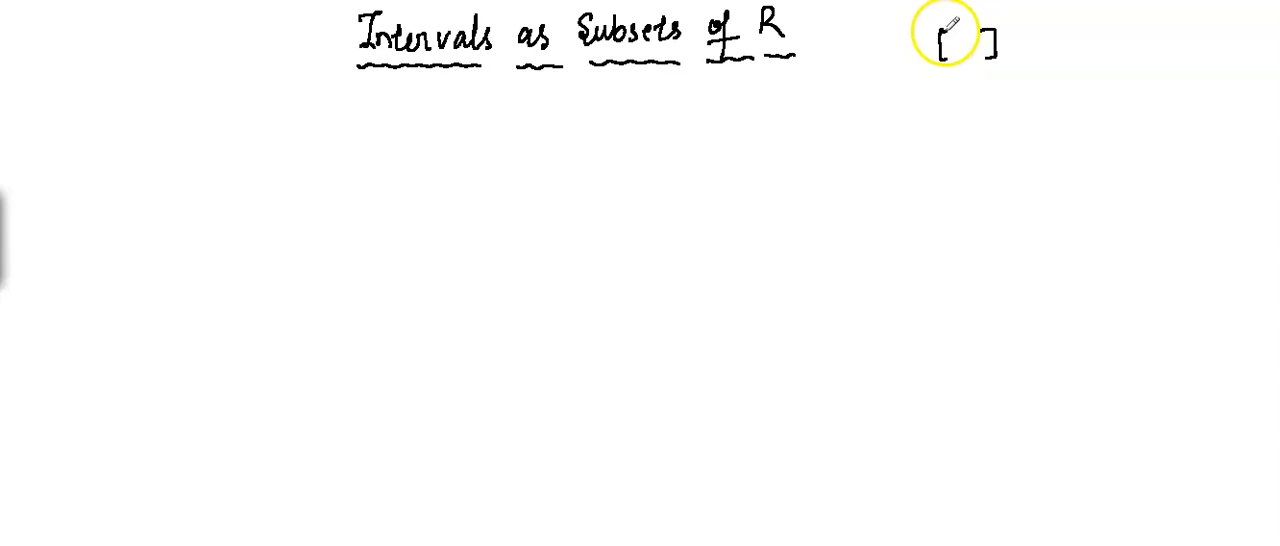 Intervals as Subsets of R [ ]